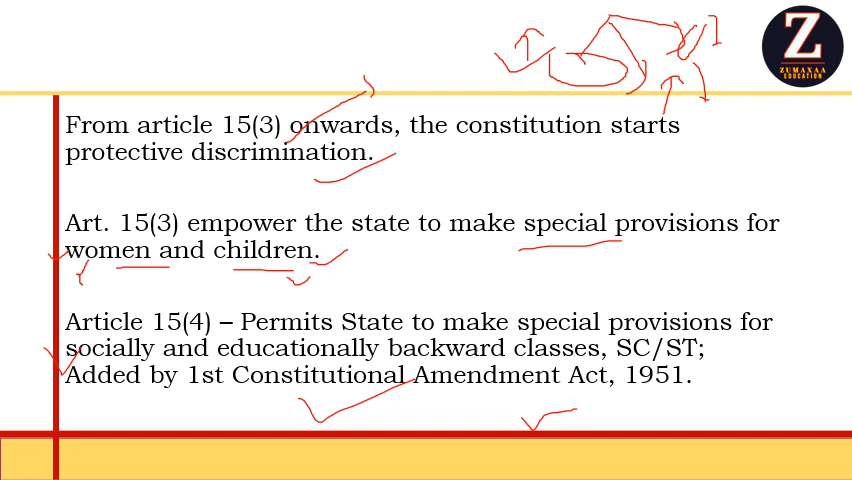 Z
ZUMAXAA
EDUCATION
From article 15(3) onwards, the constitution starts
protective discrimination.
Art. 15(3) empower the state to make special provisions for
women and children.
Article 15(4) – Permits State to make special provisions for
socially and educationally backward classes, SC/ST;
Added by 1st Constitutional Amendment Act, 1951.